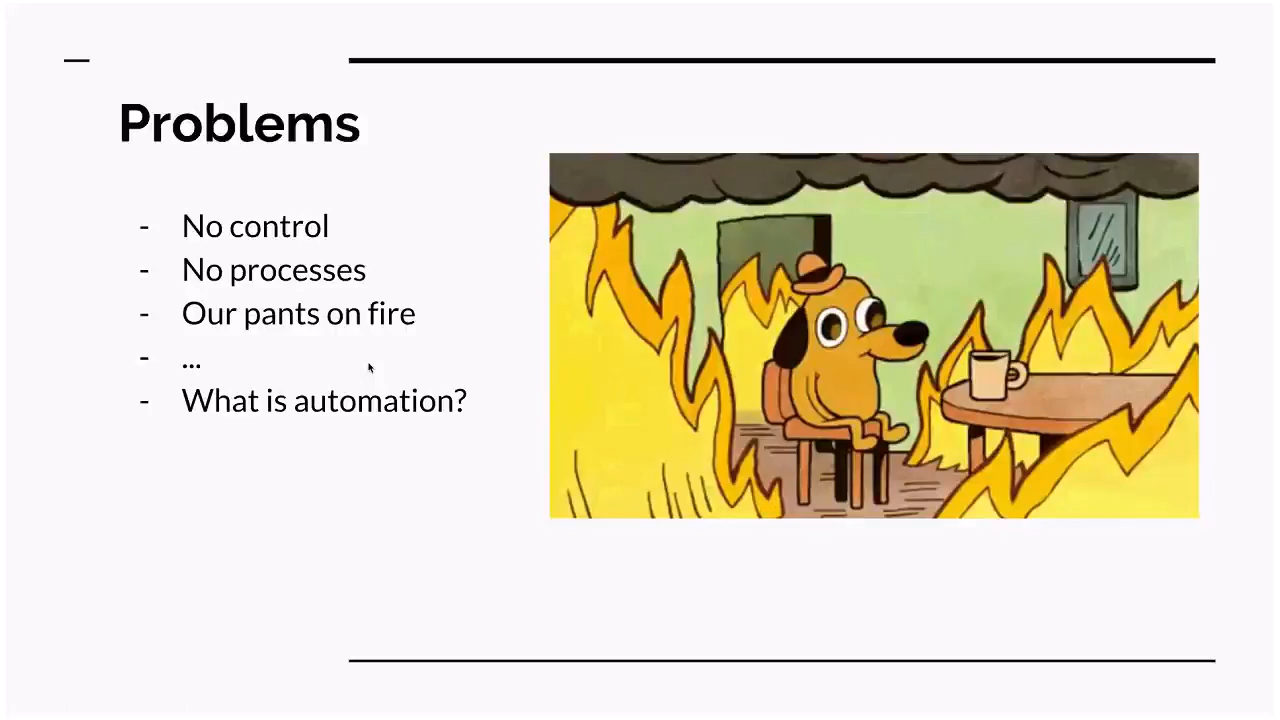 Problems
- No control
- No processes
- Our pants on fire
- ...
- What is automation?